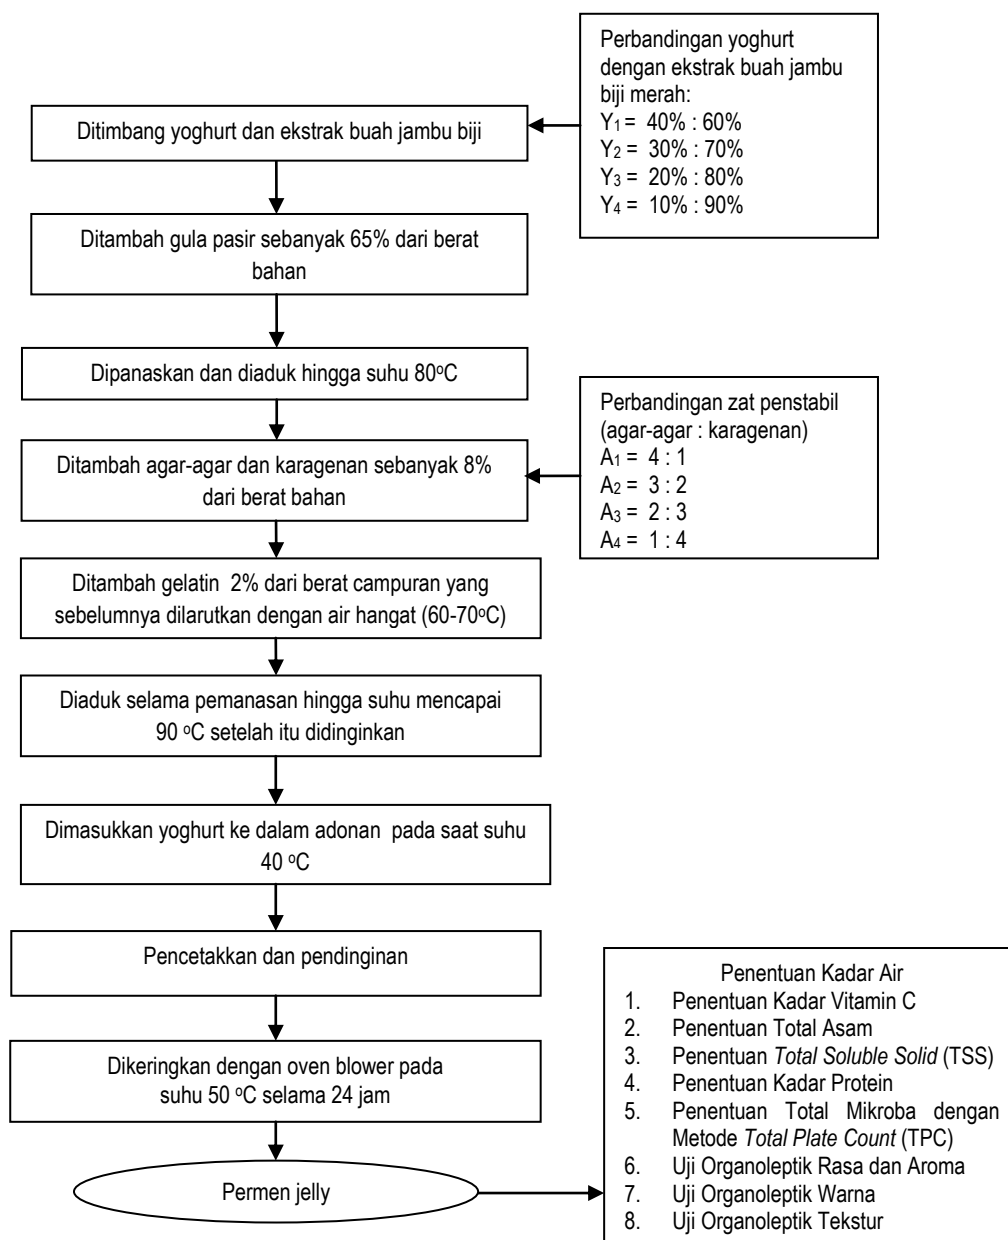 Perbandingan yoghurt
dengan ekstrak buah jambu
biji merah:
Y₁ = 40% : 60%
Y₂ = 30% : 70%
Y₃ = 20% : 80%
Y₄ = 10% : 90%
Ditimbang yoghurt dan ekstrak buah jambu biji
Ditambah gula pasir sebanyak 65% dari berat
bahan
Dipanaskan dan diaduk hingga suhu 80ᵒC
Perbandingan zat penstabil
(agar-agar : karagenan)
A₁ = 4 : 1
A₂ = 3 : 2
A₃ = 2 : 3
A₄ = 1 : 4
Ditambah agar-agar dan karagenan sebanyak 8%
dari berat bahan
Ditambah gelatin 2% dari berat campuran yang
sebelumnya dilarutkan dengan air hangat (60-70ᵒC)
Diaduk selama pemanasan hingga suhu mencapai
90 ᵒC setelah itu didinginkan
Dimasukkan yoghurt ke dalam adonan pada saat suhu
40 ᵒC
Pencetakkan dan pendinginan
Dikeringkan dengan oven blower pada
suhu 50 ᵒC selama 24 jam
Permen jelly
Penentuan Kadar Air
1. Penentuan Kadar Vitamin C
2. Penentuan Total Asam
3. Penentuan Total Soluble Solid (TSS)
4. Penentuan Kadar Protein
5. Penentuan Total Mikroba dengan
Metode Total Plate Count (TPC)
6. Uji Organoleptik Rasa dan Aroma
7. Uji Organoleptik Warna
8. Uji Organoleptik Tekstur